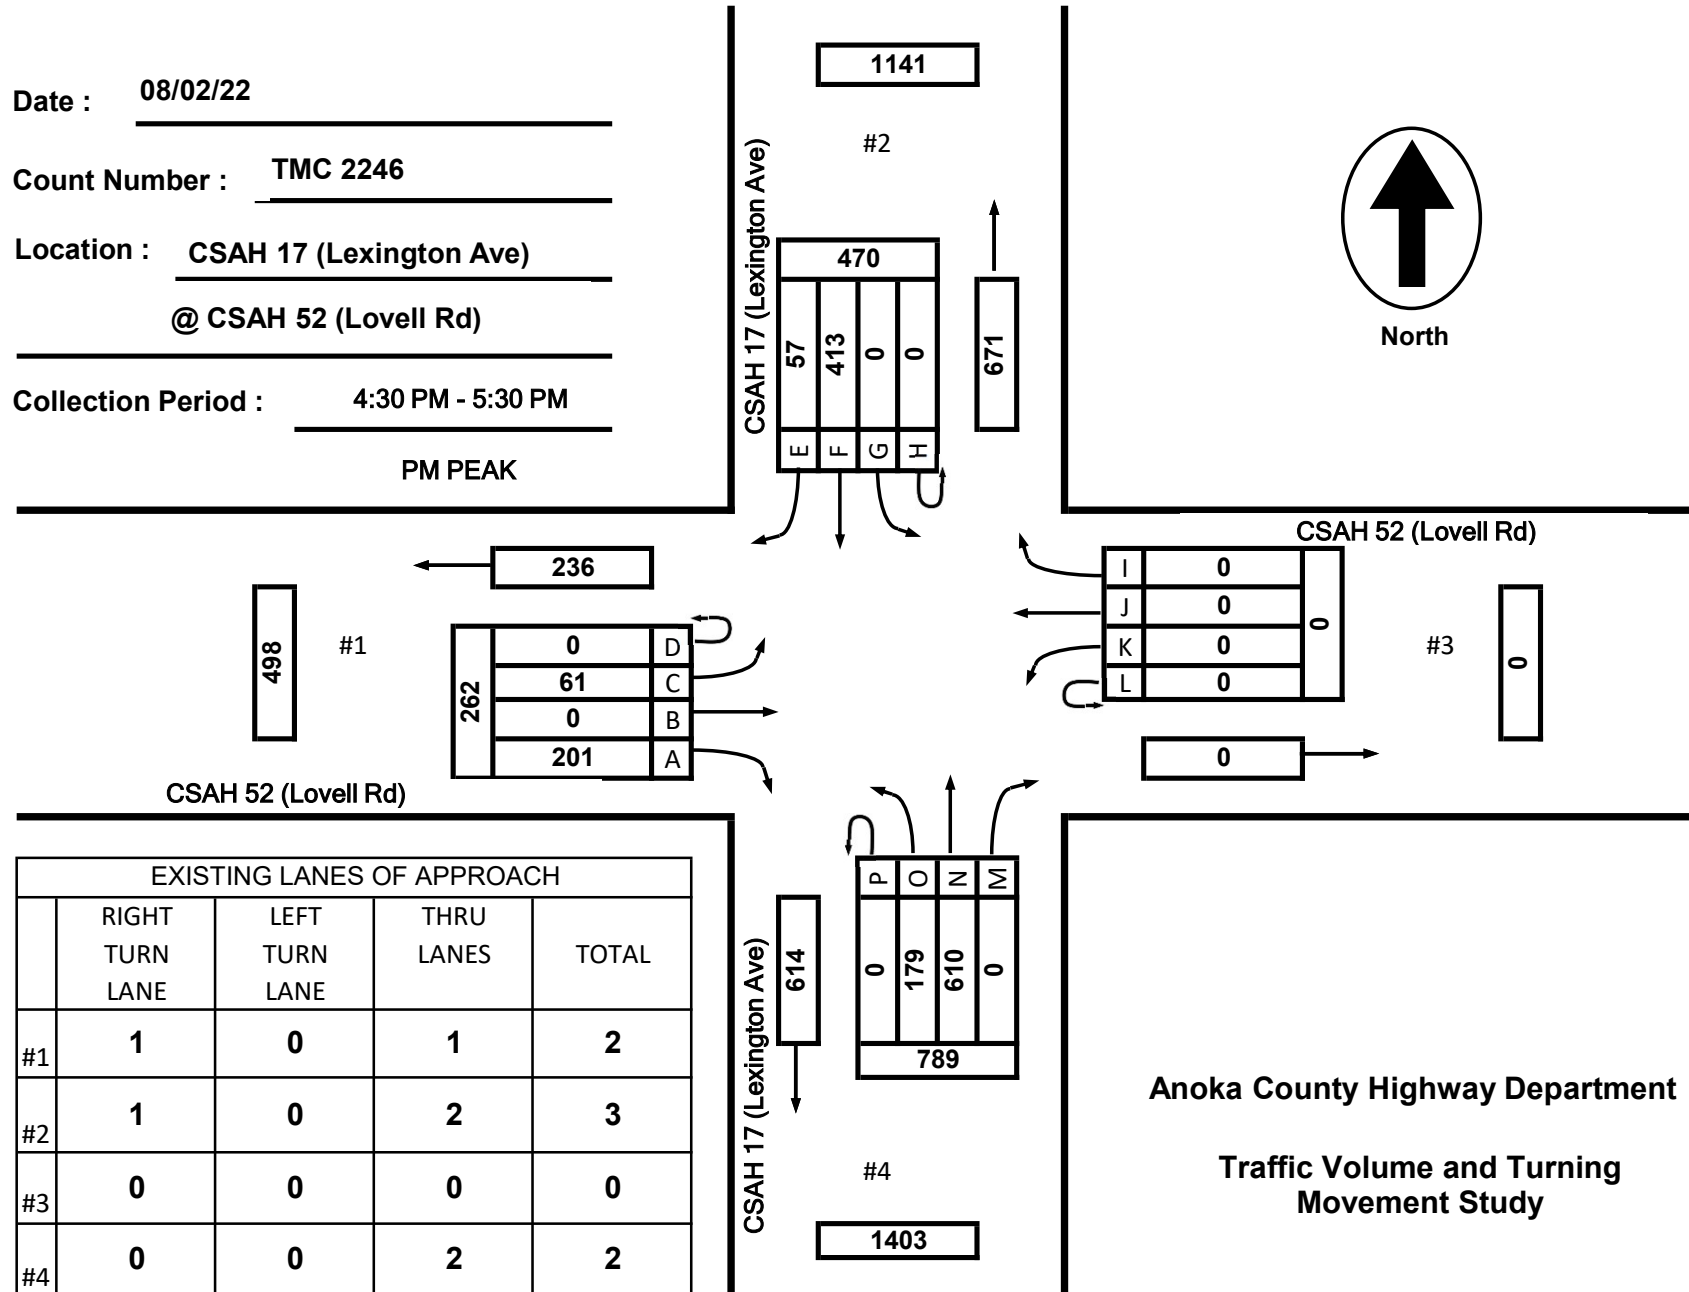 Date : 08/02/22
Count Number : TMC 2246
Location : CSAH 17 (Lexington Ave)
@ CSAH 52 (Lovell Rd)
Collection Period : 4:30 PM - 5:30 PM
PM PEAK
1141
#2
CSAH 17 (Lexington Ave)
470
57 413 0 0
E F G H
671
North
CSAH 52 (Lovell Rd)
236
498
#1
262
0 D
61 C
0 B
201 A
CSAH 52 (Lovell Rd)
I 0
J 0
K 0
L 0
0
#3
0
0
P O N M
0 179 610 0
789
614
CSAH 17 (Lexington Ave)
#4
1403
EXISTING LANES OF APPROACH
RIGHT TURN LANE LEFT TURN LANE THRU LANES TOTAL
#1 1 0 1 2
#2 1 0 2 3
#3 0 0 0 0
#4 0 0 2 2
Anoka County Highway Department
Traffic Volume and Turning
Movement Study